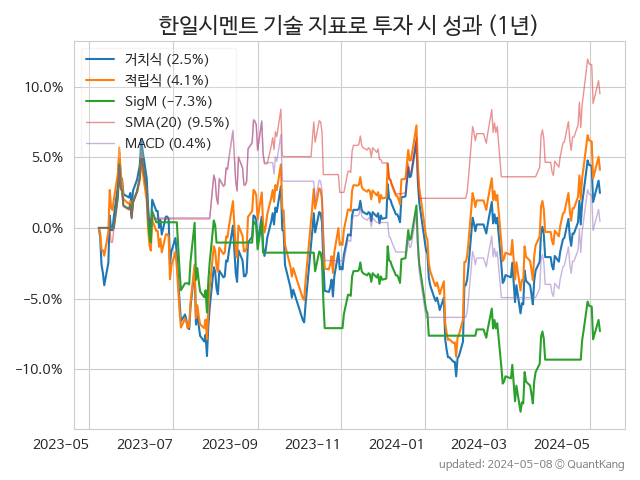 한일시멘트 기술 지표로 투자 시 성과 (1년)
거치식 (2.5%)
적립식 (4.1%)
SigM (−7.3%)
SMA(20) (9.5%)
MACD (0.4%)
10.0%
5.0%
0.0%
−5.0%
−10.0%
2023-05 2023-07 2023-09 2023-11 2024-01 2024-03 2024-05
updated: 2024-05-08 © QuantKang